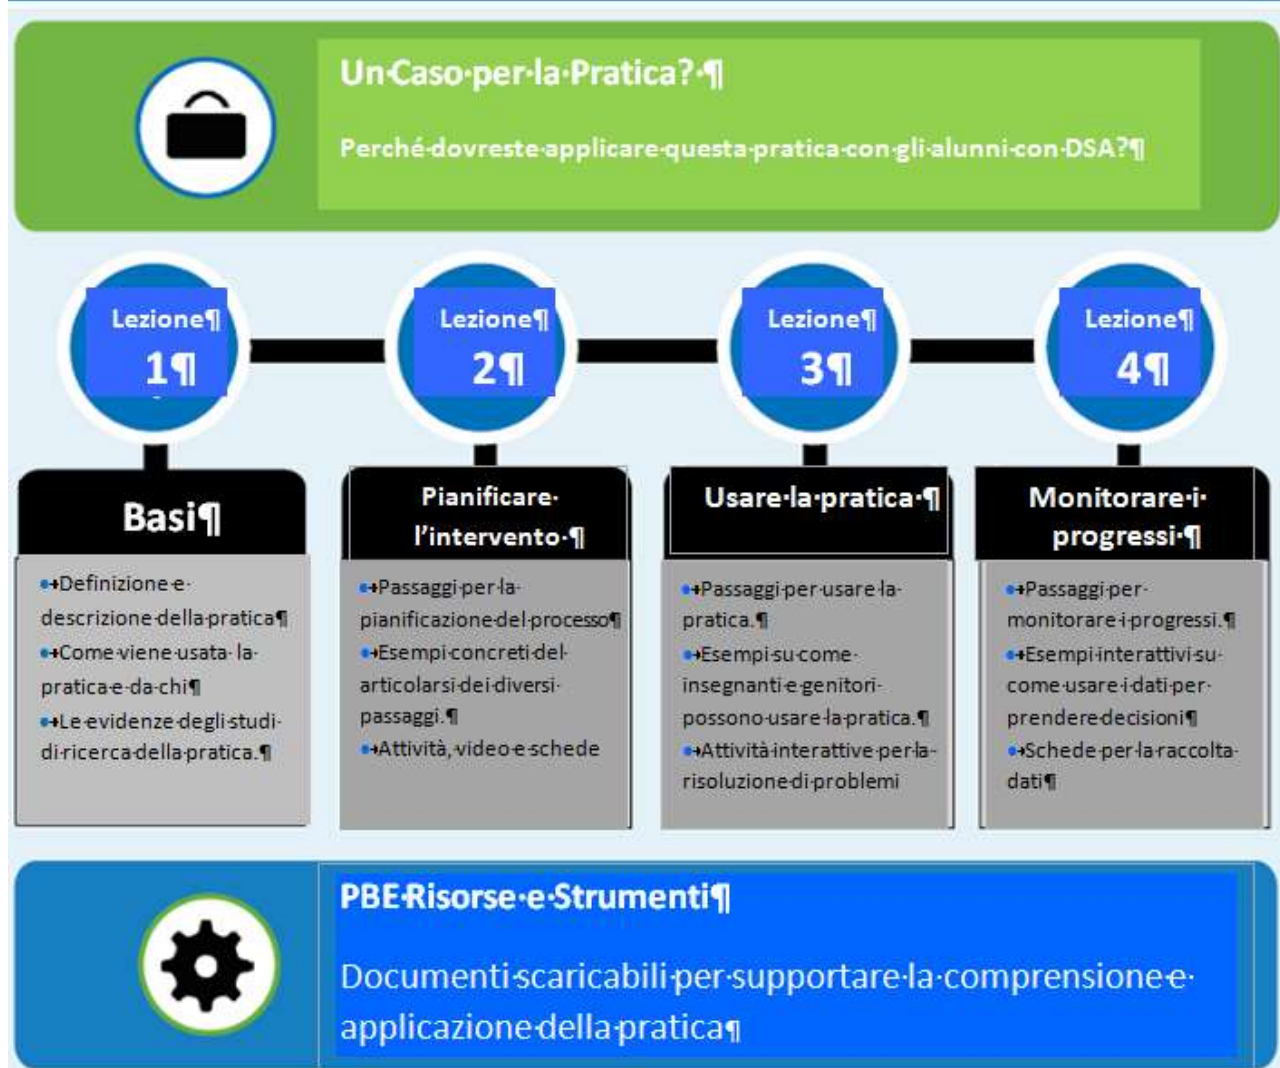 Un Caso per la Pratica? ¶
Perché dovreste applicare questa pratica con gli alunni con DSA?¶
Lezione¶
1¶
Lezione¶
2¶
Lezione¶
3¶
Lezione¶
4¶
Basi¶
•Definizione e
descrizione della pratica¶
•Come viene usata la
pratica e da chi¶
•Le evidenze degli studi
di ricerca della pratica.¶
Pianificare
l’intervento ¶
•Passaggi per la
pianificazione del processo¶
•Esempi concreti del
articolarsi dei diversi
passaggi.¶
•Attività, video e schede
Usare la pratica ¶
•Passaggi per usare la
pratica.¶
•Esempi su come
insegnanti e genitori
possono usare la pratica.¶
•Attività interattive per la
risoluzione di problemi
Monitorare i
progressi ¶
•Passaggi per
monitorare i progressi.¶
•Esempi interattivi su
come usare i dati per
prendere decisioni¶
•Schede per la raccolta
dati¶
PBE Risorse e Strumenti¶
Documenti scaricabili per supportare la comprensione e
applicazione della pratica¶